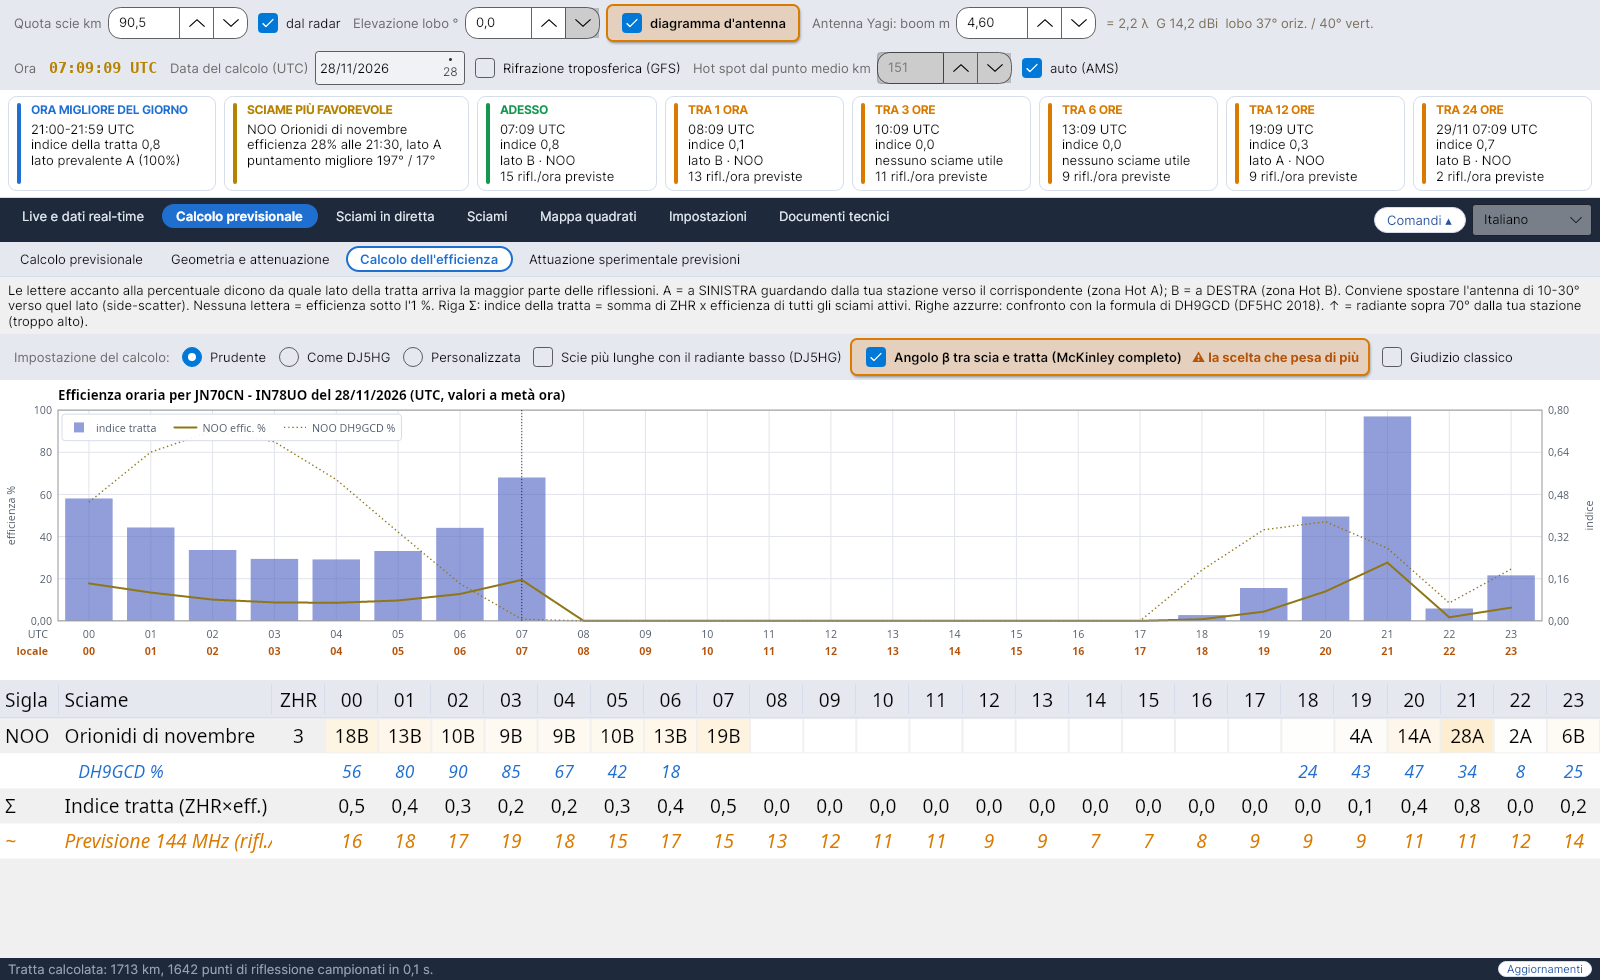 Quota scie km 90,5 dal radar Elevazione lobo ° 0,0 diagramma d'antenna Antenna Yagi: boom m 4,60 = 2,2 λ G 14,2 dBi lobo 37° oriz. / 40° vert.
Ora 07:09:09 UTC Data del calcolo (UTC) 28/11/2026 28 Rifrazione troposferica (GFS) Hot spot dal punto medio km 151 auto (AMS)
ORA MIGLIORE DEL GIORNO
21:00-21:59 UTC
indice della tratta 0,8
lato prevalente A (100%)
SCIAME PIÙ FAVOREVOLE
NOO Orionidi di novembre
efficienza 28% alle 21:30, lato A
puntamento migliore 197° / 17°
ADESSO
07:09 UTC
indice 0,8
lato B · NOO
15 rifl./ora previste
TRA 1 ORA
08:09 UTC
indice 0,1
lato B · NOO
13 rifl./ora previste
TRA 3 ORE
10:09 UTC
indice 0,0
nessuno sciame utile
11 rifl./ora previste
TRA 6 ORE
13:09 UTC
indice 0,0
nessuno sciame utile
9 rifl./ora previste
TRA 12 ORE
19:09 UTC
indice 0,3
lato A · NOO
9 rifl./ora previste
TRA 24 ORE
29/11 07:09 UTC
indice 0,7
lato B · NOO
2 rifl./ora previste
Live e dati real-time Calcolo previsionale Sciami in diretta Sciami Mappa quadrati Impostazioni Documenti tecnici Comandi ▴ Italiano
Calcolo previsionale Geometria e attenuazione Calcolo dell'efficienza Attuazione sperimentale previsioni
Le lettere accanto alla percentuale dicono da quale lato della tratta arriva la maggior parte delle riflessioni. A = a SINISTRA guardando dalla tua stazione verso il corrispondente (zona Hot A); B = a DESTRA (zona Hot B). Conviene spostare l'antenna di 10-30°
verso quel lato (side-scatter). Nessuna lettera = efficienza sotto l'1 %. Riga Σ: indice della tratta = somma di ZHR x efficienza di tutti gli sciami attivi. Righe azzurre: confronto con la formula di DH9GCD (DF5HC 2018). ↑ = radiante sopra 70° dalla tua stazione
(troppo alto).
Impostazione del calcolo: Prudente Come DJ5HG Personalizzata Scie più lunghe con il radiante basso (DJ5HG) Angolo β tra scia e tratta (McKinley completo) ⚠ la scelta che pesa di più Giudizio classico
Efficienza oraria per JN70CN - IN78UO del 28/11/2026 (UTC, valori a metà ora)
indice tratta NOO effic. % NOO DH9GCD %
efficienza %
100
80
60
40
20
0,00
indice
0,80
0,64
0,48
0,32
0,16
0,00
UTC 00 01 02 03 04 05 06 07 08 09 10 11 12 13 14 15 16 17 18 19 20 21 22 23
locale 00 01 02 03 04 05 06 07 08 09 10 11 12 13 14 15 16 17 18 19 20 21 22 23
Sigla Sciame ZHR 00 01 02 03 04 05 06 07 08 09 10 11 12 13 14 15 16 17 18 19 20 21 22 23
NOO Orionidi di novembre 3 18B 13B 10B 9B 9B 10B 13B 19B 4A 14A 28A 2A 6B
DH9GCD % 56 80 90 85 67 42 18 24 43 47 34 8 25
Σ Indice tratta (ZHR×eff.) 0,5 0,4 0,3 0,2 0,2 0,3 0,4 0,5 0,0 0,0 0,0 0,0 0,0 0,0 0,0 0,0 0,0 0,0 0,0 0,1 0,4 0,8 0,0 0,2
~ Previsione 144 MHz (rifl./ 16 18 17 19 18 15 17 15 13 12 11 11 9 9 7 7 8 9 9 9 11 11 12 14
Tratta calcolata: 1713 km, 1642 punti di riflessione campionati in 0,1 s. Aggiornamenti